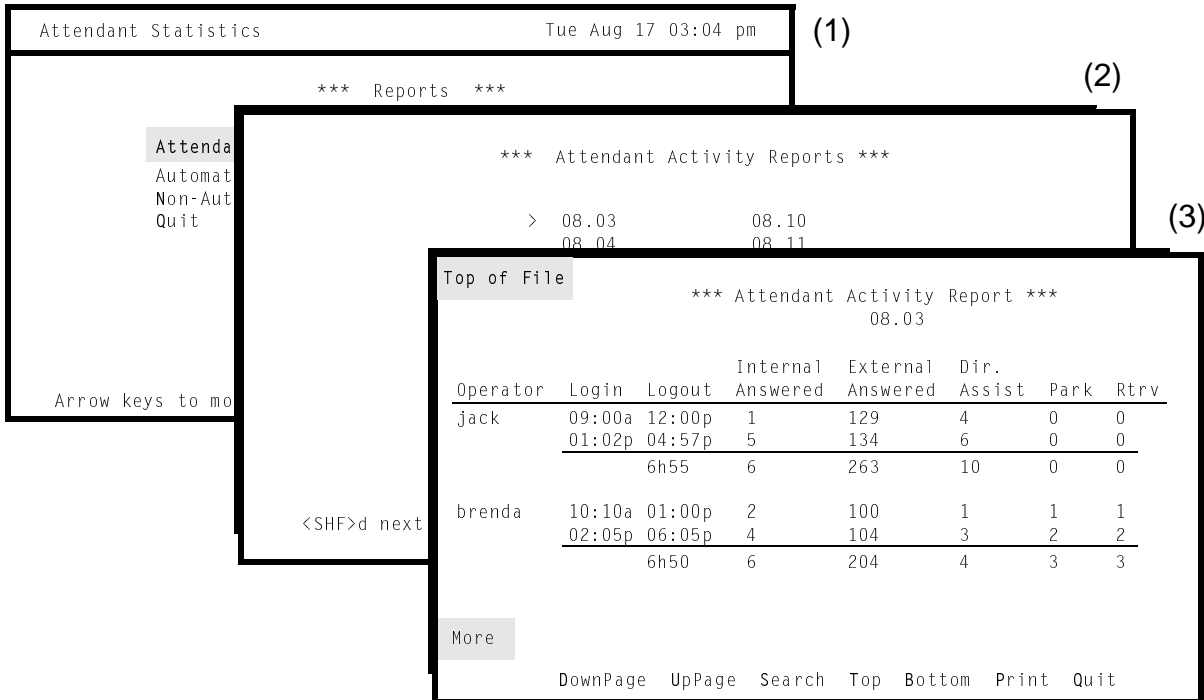 Attendant Statistics Tue Aug 17 03:04 pm (1)
*** Reports ***
Attenda
Automat
Non-Aut
Quit
Arrow keys to mo
(2)
*** Attendant Activity Reports ***
> 08.03 08.10
08.04 08.11
<SHF>d next
(3)
Top of File
*** Attendant Activity Report ***
08.03
Internal External Dir.
Operator Login Logout Answered Answered Assist Park Rtrv
jack 09:00a 12:00p 1 129 4 0 0
01:02p 04:57p 5 134 6 0 0
6h55 6 263 10 0 0
brenda 10:10a 01:00p 2 100 1 1 1
02:05p 06:05p 4 104 3 2 2
6h50 6 204 4 3 3
More
DownPage UpPage Search Top Bottom Print Quit